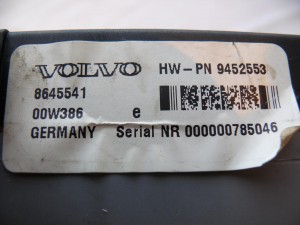 VOLVO HW-PN 9452553
8645541
00W386 e
GERMANY Serial NR 000000785046